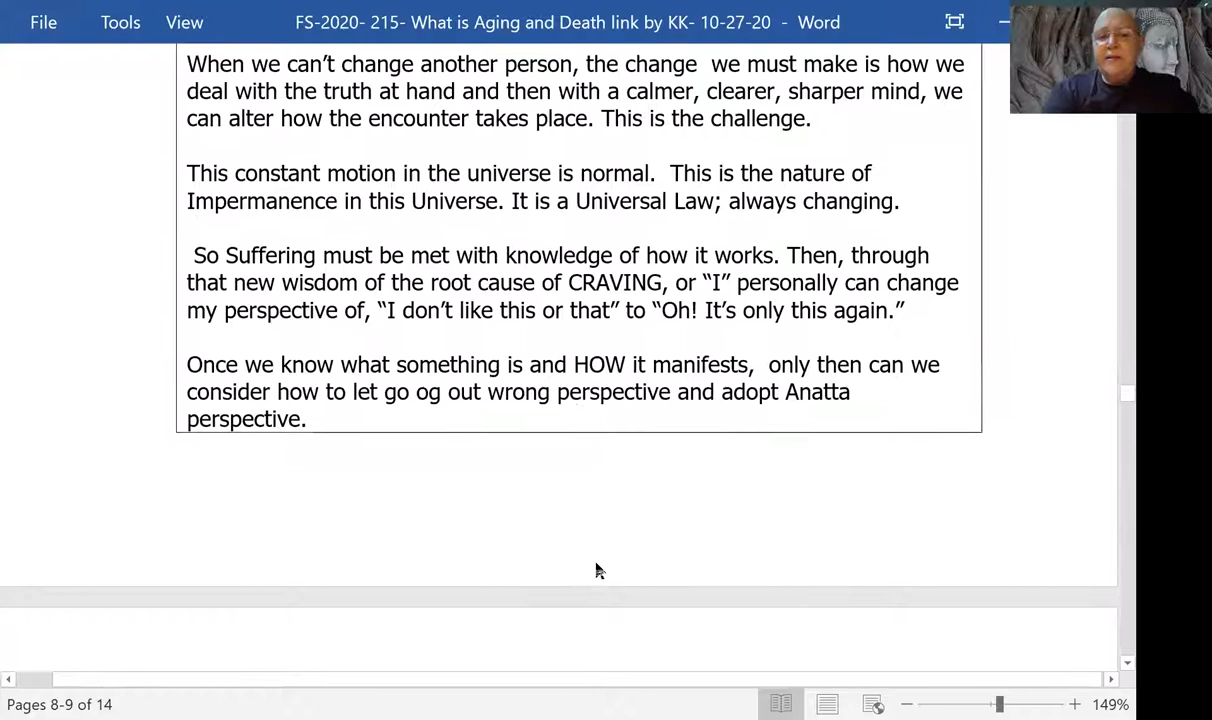 File Tools View FS-2020- 215- What is Aging and Death link by KK- 10-27-20 - Word
When we can’t change another person, the change we must make is how we
deal with the truth at hand and then with a calmer, clearer, sharper mind, we
can alter how the encounter takes place. This is the challenge.
This constant motion in the universe is normal. This is the nature of
Impermanence in this Universe. It is a Universal Law; always changing.
So Suffering must be met with knowledge of how it works. Then, through
that new wisdom of the root cause of CRAVING, or “I” personally can change
my perspective of, “I don’t like this or that” to “Oh! It’s only this again.”
Once we know what something is and HOW it manifests, only then can we
consider how to let go og out wrong perspective and adopt Anatta
perspective.
Pages 8-9 of 14 149%